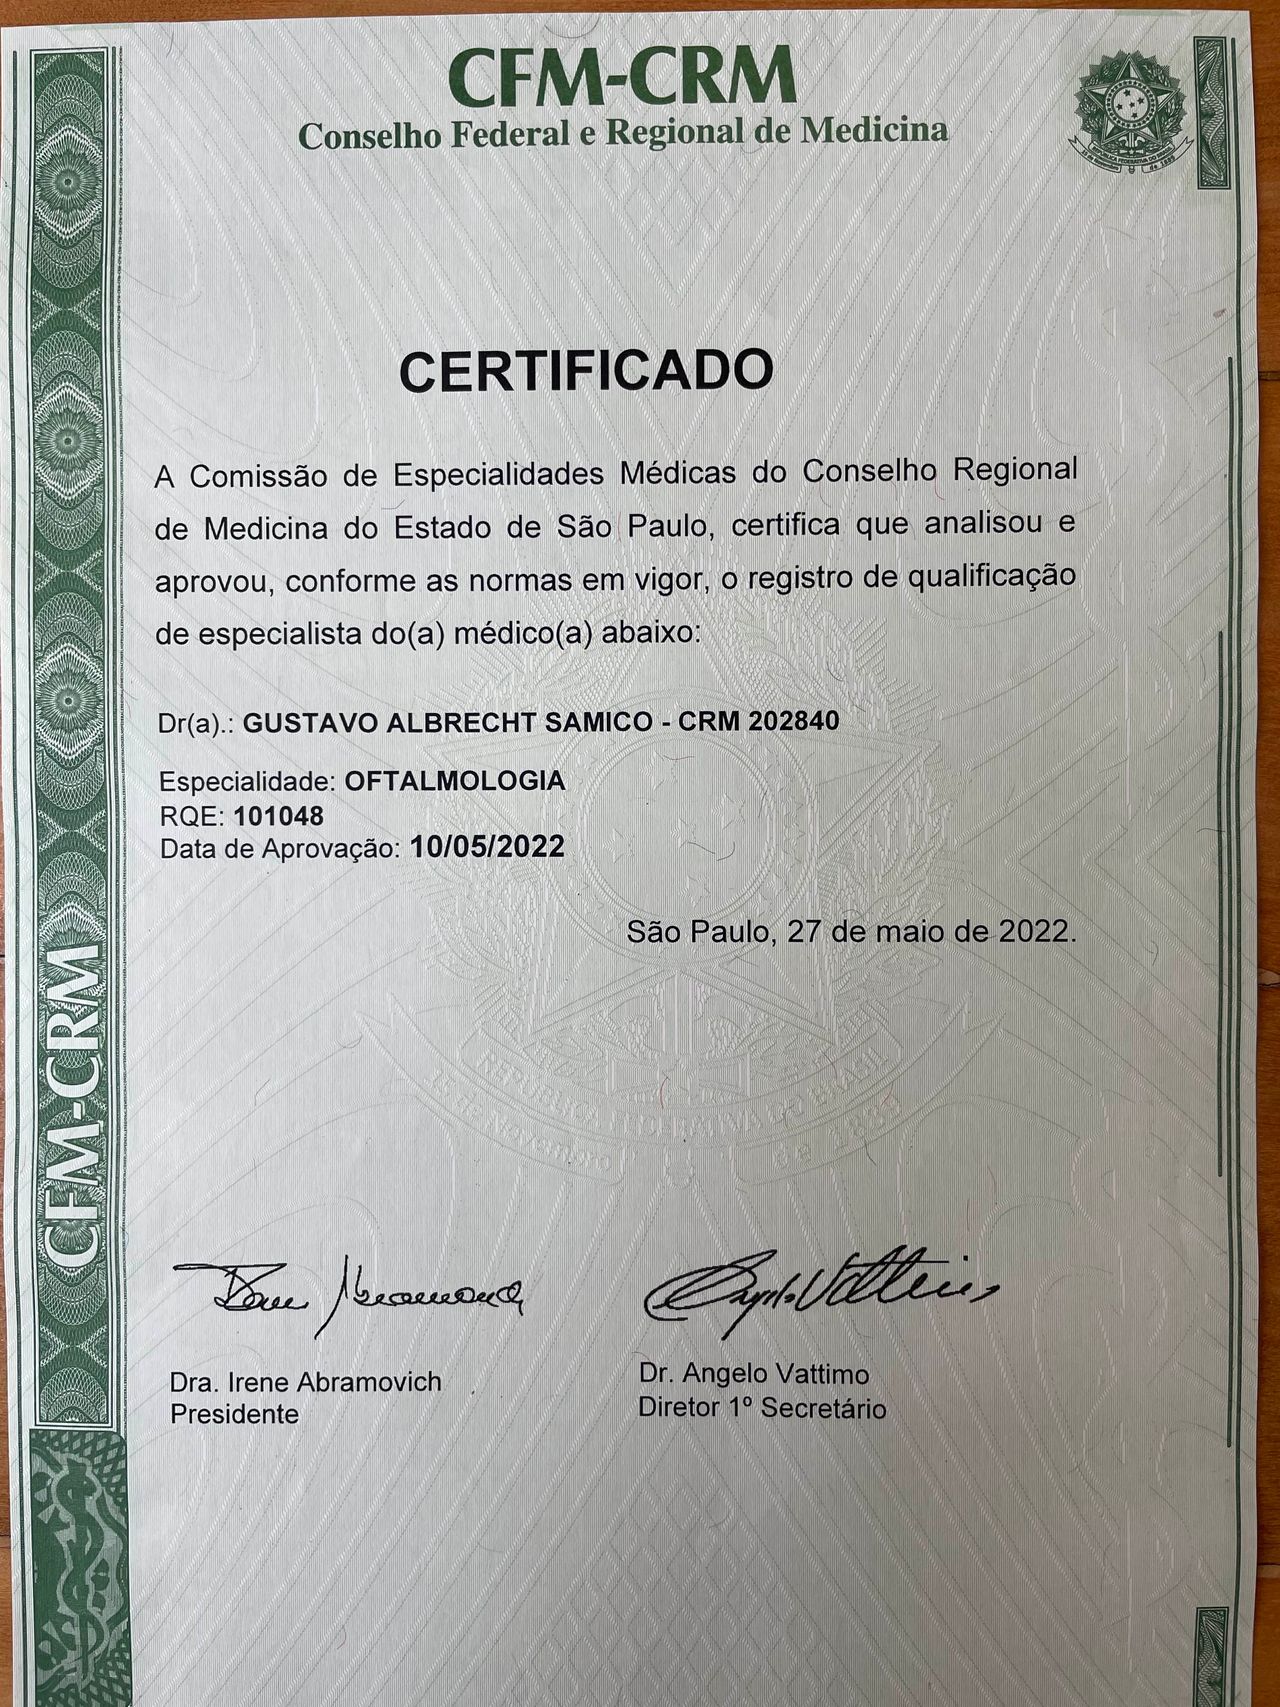 CFM-CRM
Conselho Federal e Regional de Medicina
CERTIFICADO
A Comissão de Especialidades Médicas do Conselho Regional
de Medicina do Estado de São Paulo, certifica que analisou e
aprovou, conforme as normas em vigor, o registro de qualificação
de especialista do(a) médico(a) abaixo:
Dr(a).: GUSTAVO ALBRECHT SAMICO - CRM 202840
Especialidade: OFTALMOLOGIA
RQE: 101048
Data de Aprovação: 10/05/2022
São Paulo, 27 de maio de 2022.
CFM-CRM
Dra. Irene Abramovich
Presidente
Dr. Angelo Vattimo
Diretor 1º Secretário